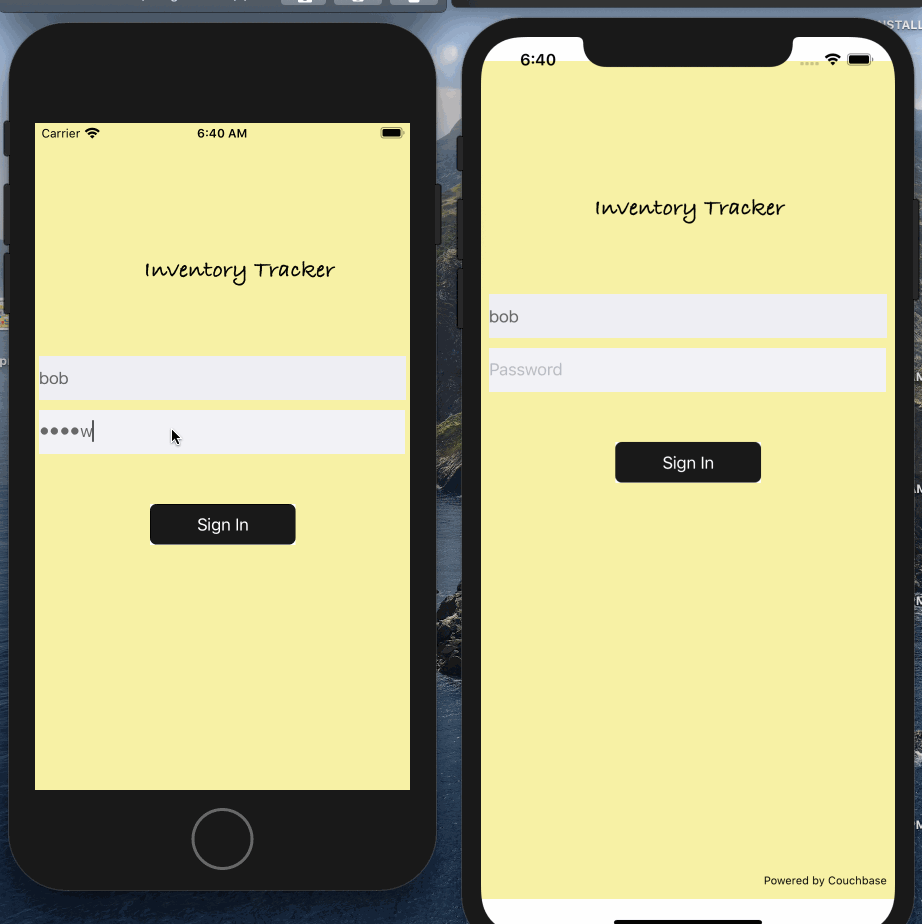 Carrier
6:40 AM
Inventory Tracker
bob
••••w
Sign In
6:40
Inventory Tracker
bob
Password
Sign In
Powered by Couchbase